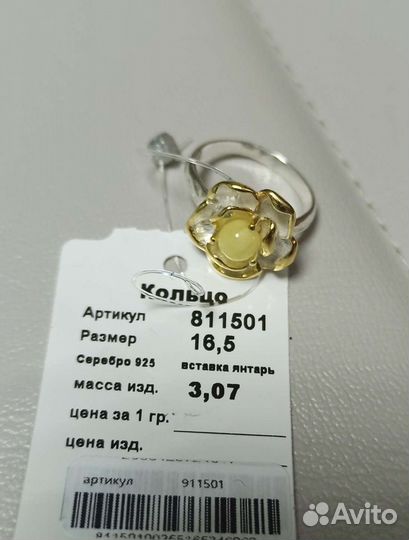 Кольцо
Артикул 811501
Размер 16,5
Серебро 925 вставка янтарь
масса изд. 3,07
цена за 1 гр.
цена изд.
артикул 911501
Avito